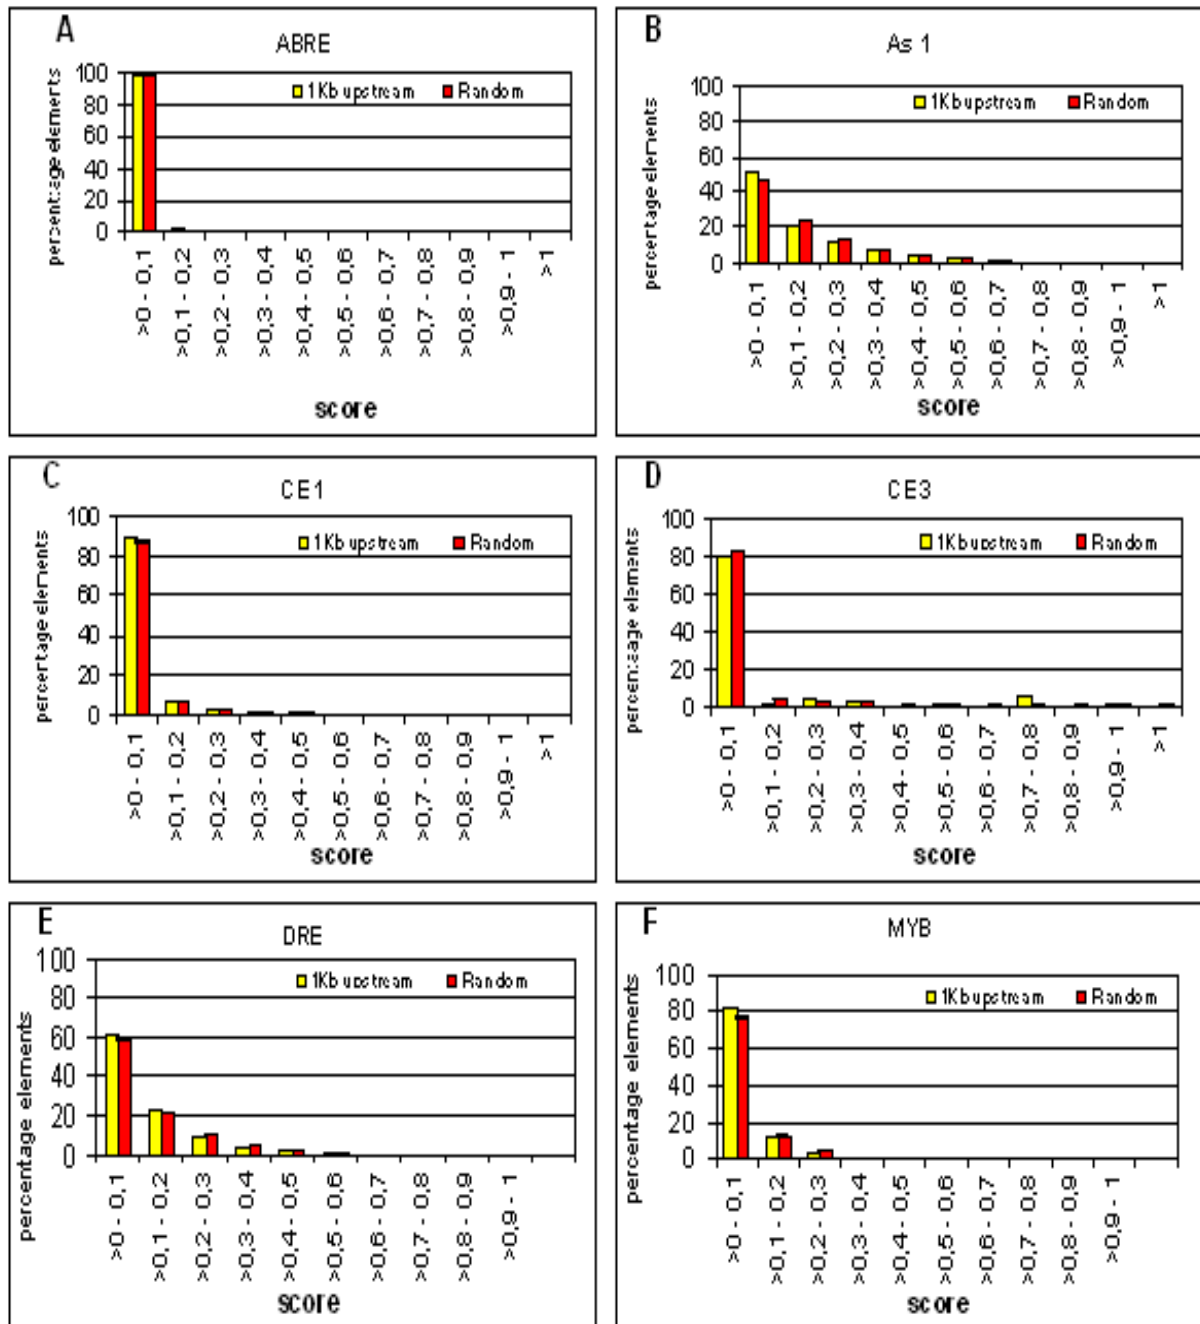 A
ABRE
percentage elements
1Kb upstream Random
100
80
60
40
20
0
>0 - 0,1 >0,1 - 0,2 >0,2 - 0,3 >0,3 - 0,4 >0,4 - 0,5 >0,5 - 0,6 >0,6 - 0,7 >0,7 - 0,8 >0,8 - 0,9 >0,9 - 1 >1
score
B
As 1
percentage elements
1Kb upstream Random
100
80
60
40
20
0
>0 - 0,1 >0,1 - 0,2 >0,2 - 0,3 >0,3 - 0,4 >0,4 - 0,5 >0,5 - 0,6 >0,6 - 0,7 >0,7 - 0,8 >0,8 - 0,9 >0,9 - 1 >1
score
C
CE1
percentage elements
1Kb upstream Random
100
80
60
40
20
0
>0 - 0,1 >0,1 - 0,2 >0,2 - 0,3 >0,3 - 0,4 >0,4 - 0,5 >0,5 - 0,6 >0,6 - 0,7 >0,7 - 0,8 >0,8 - 0,9 >0,9 - 1 >1
score
D
CE3
percentage elements
1Kb upstream Random
100
80
60
40
20
0
>0 - 0,1 >0,1 - 0,2 >0,2 - 0,3 >0,3 - 0,4 >0,4 - 0,5 >0,5 - 0,6 >0,6 - 0,7 >0,7 - 0,8 >0,8 - 0,9 >0,9 - 1 >1
score
E
DRE
percentage elements
1Kb upstream Random
100
80
60
40
20
0
>0 - 0,1 >0,1 - 0,2 >0,2 - 0,3 >0,3 - 0,4 >0,4 - 0,5 >0,5 - 0,6 >0,6 - 0,7 >0,7 - 0,8 >0,8 - 0,9 >0,9 - 1
score
F
MYB
percentage elements
1Kb upstream Random
100
80
60
40
20
0
>0 - 0,1 >0,1 - 0,2 >0,2 - 0,3 >0,3 - 0,4 >0,4 - 0,5 >0,5 - 0,6 >0,6 - 0,7 >0,7 - 0,8 >0,8 - 0,9 >0,9 - 1
score